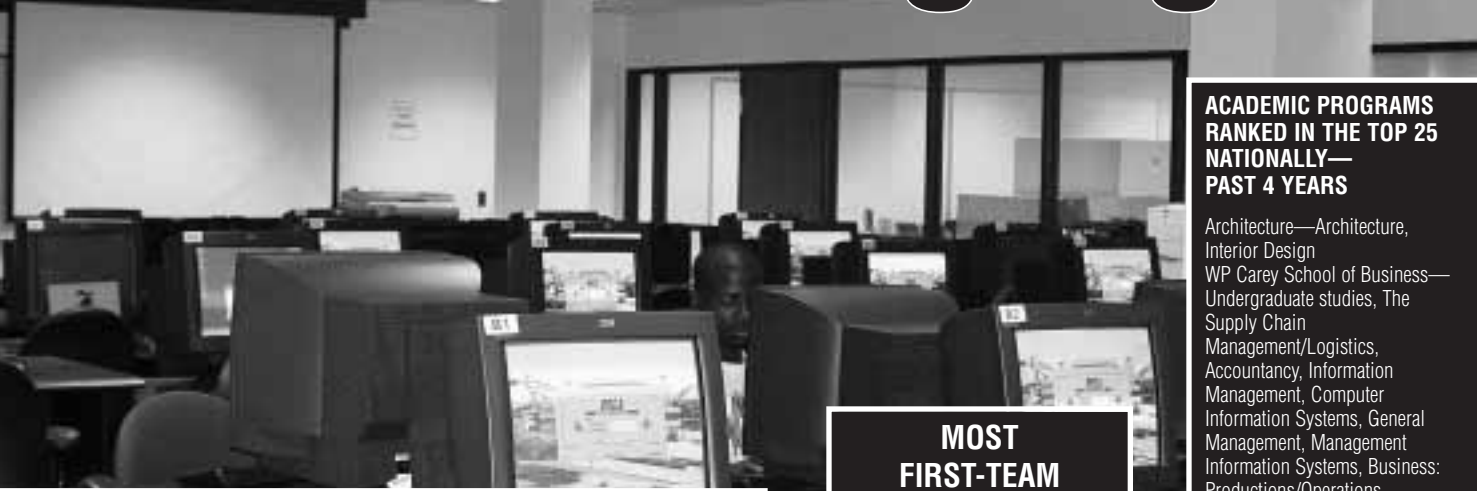 ACADEMIC PROGRAMS
RANKED IN THE TOP 25
NATIONALLY—
PAST 4 YEARS
Architecture—Architecture,
Interior Design
WP Carey School of Business—
Undergraduate studies, The
Supply Chain
Management/Logistics,
Accountancy, Information
Management, Computer
Information Systems, General
Management, Management
Information Systems, Business:
Productions/Operations
MOST
FIRST-TEAM